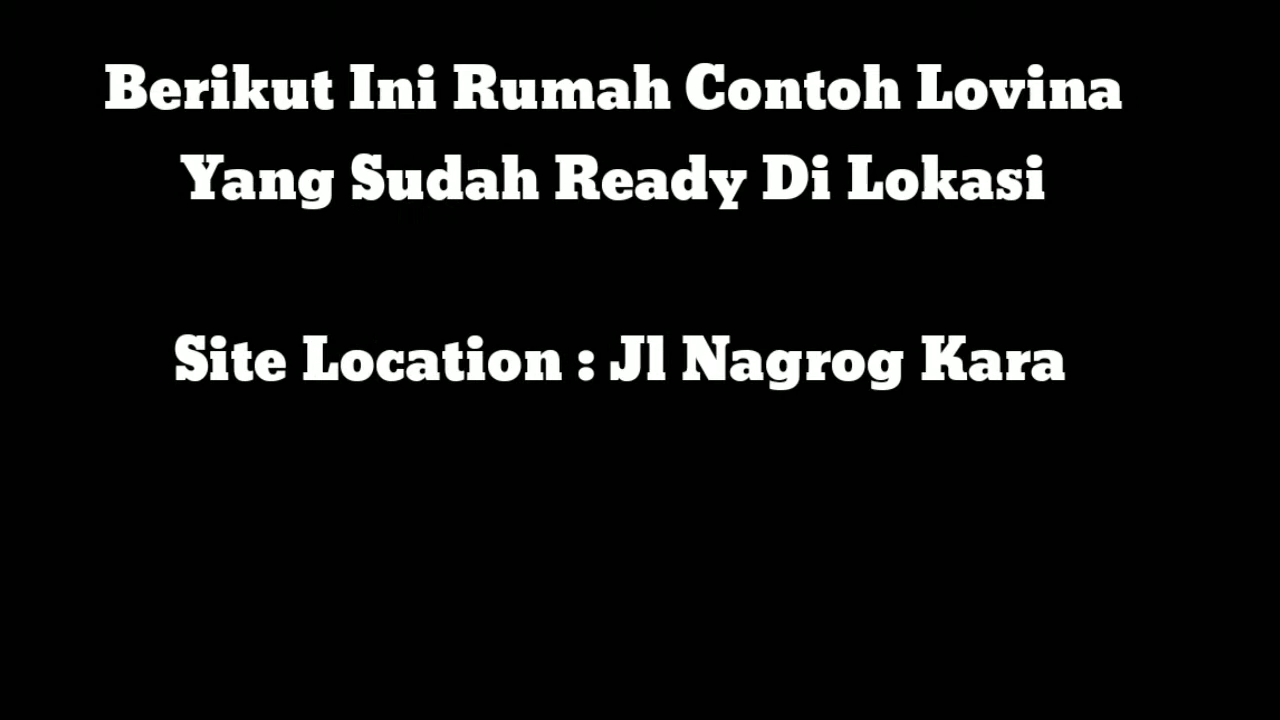 Berikut Ini Rumah Contoh Lovina
Yang Sudah Ready Di Lokasi
Site Location : Jl Nagrog Kara